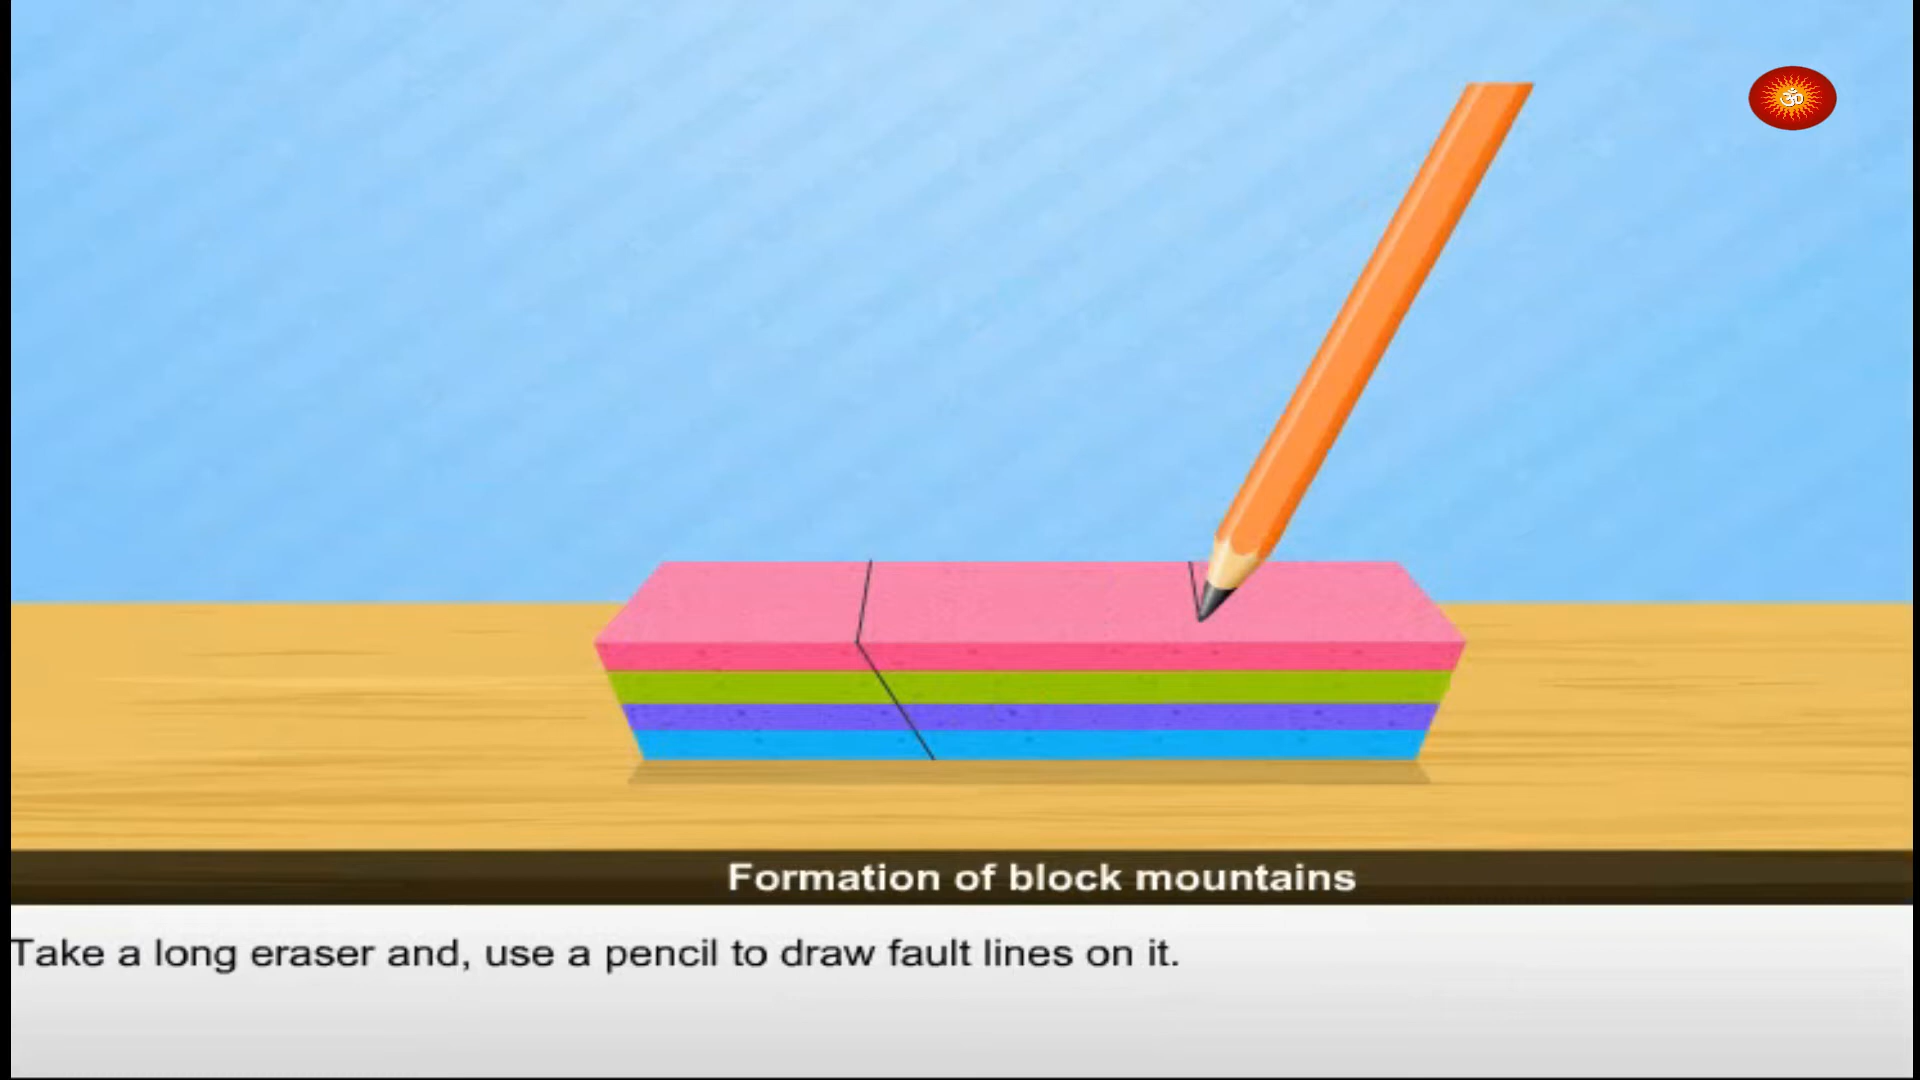 ॐ
Formation of block mountains
Take a long eraser and, use a pencil to draw fault lines on it.